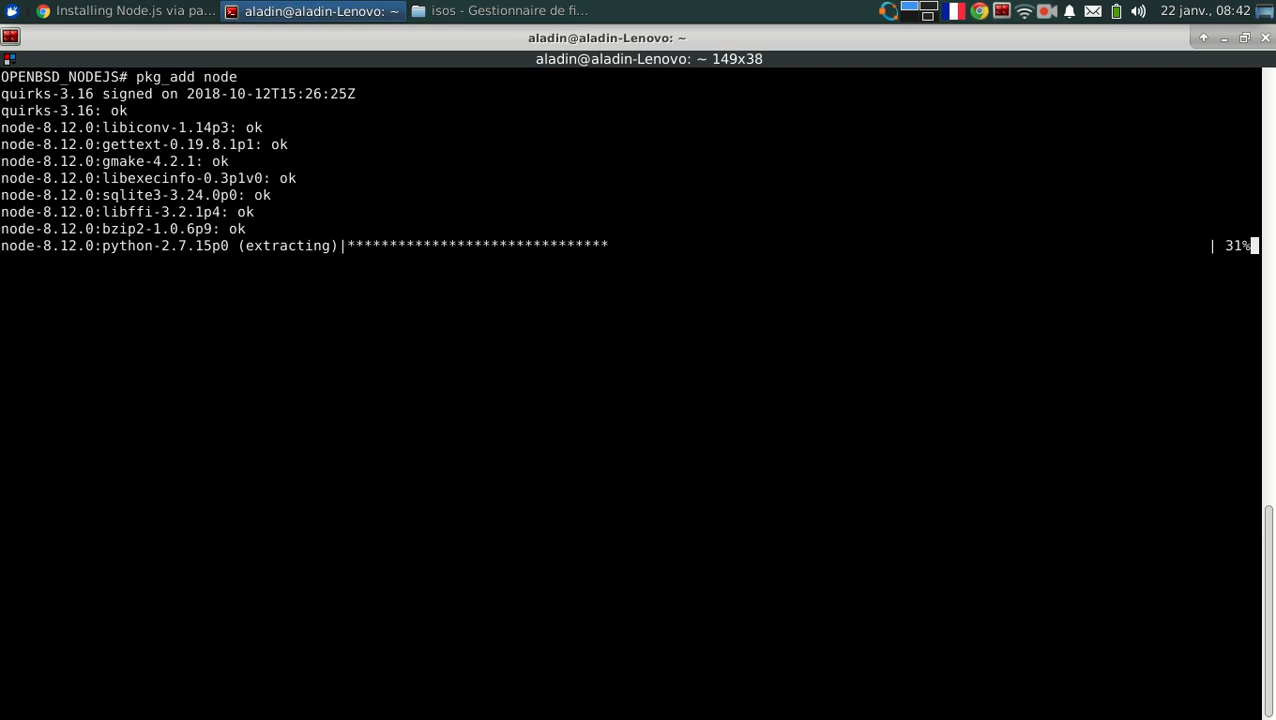 Installing Node.js via pa...
aladin@aladin-Lenovo: ~
isos - Gestionnaire de fi...
22 janv., 08:42
aladin@aladin-Lenovo: ~
aladin@aladin-Lenovo: ~ 149x38
OPENBSD_NODEJS# pkg_add node
quirks-3.16 signed on 2018-10-12T15:26:25Z
quirks-3.16: ok
node-8.12.0:libiconv-1.14p3: ok
node-8.12.0:gettext-0.19.8.1p1: ok
node-8.12.0:gmake-4.2.1: ok
node-8.12.0:libexecinfo-0.3p1v0: ok
node-8.12.0:sqlite3-3.24.0p0: ok
node-8.12.0:libffi-3.2.1p4: ok
node-8.12.0:bzip2-1.0.6p9: ok
node-8.12.0:python-2.7.15p0 (extracting)|******************************* | 31%